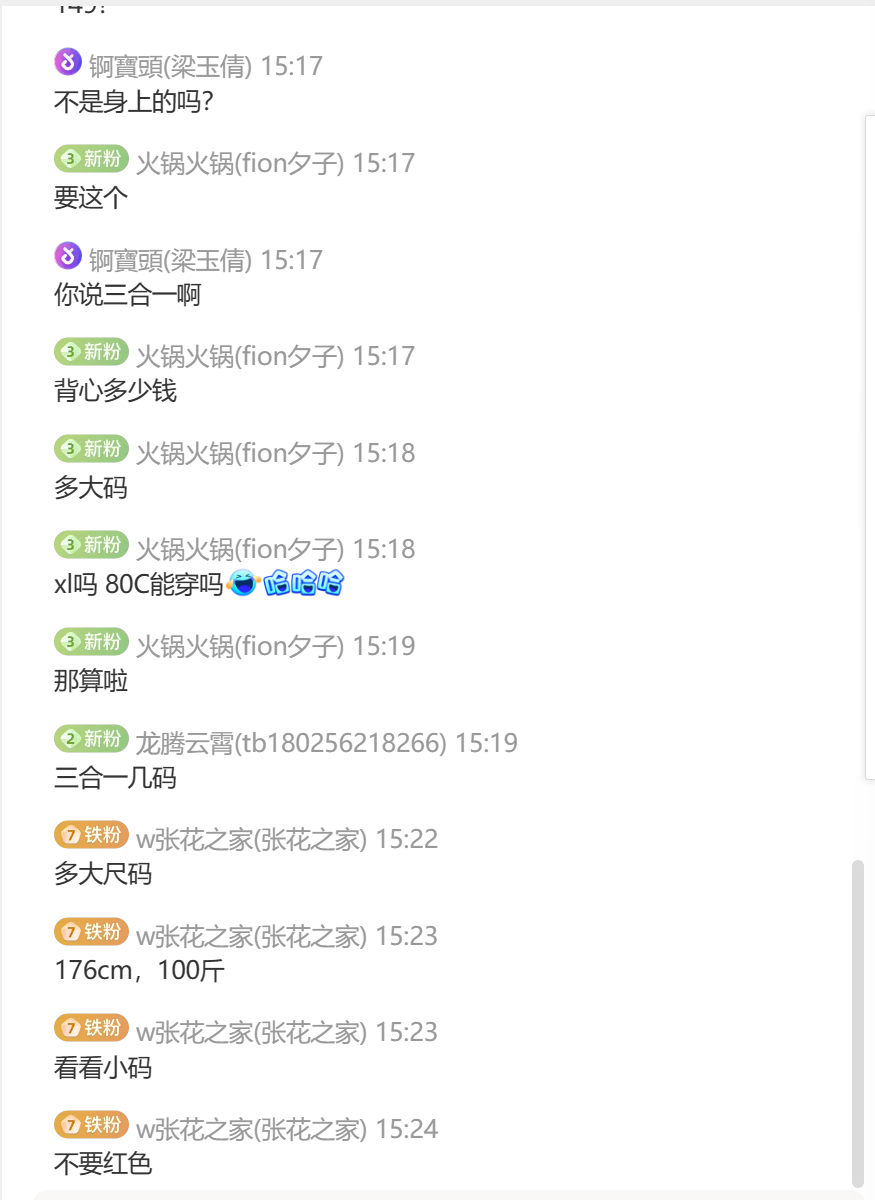 149?
锕寶頭(梁玉倩) 15:17
不是身上的吗?
3 新粉 火锅火锅(fion夕子) 15:17
要这个
锕寶頭(梁玉倩) 15:17
你说三合一啊
3 新粉 火锅火锅(fion夕子) 15:17
背心多少钱
3 新粉 火锅火锅(fion夕子) 15:18
多大码
3 新粉 火锅火锅(fion夕子) 15:18
xl吗 80C能穿吗 哈哈哈
3 新粉 火锅火锅(fion夕子) 15:19
那算啦
2 新粉 龙腾云霄(tb180256218266) 15:19
三合一几码
7 铁粉 w张花之家(张花之家) 15:22
多大尺码
7 铁粉 w张花之家(张花之家) 15:23
176cm，100斤
7 铁粉 w张花之家(张花之家) 15:23
看看小码
7 铁粉 w张花之家(张花之家) 15:24
不要红色